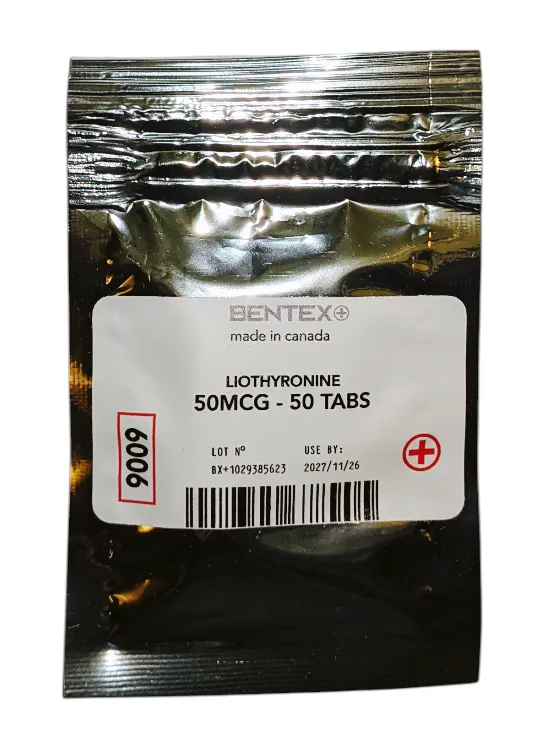 BENTEX
made in canada
LIOTHYRONINE
50MCG - 50 TABS
9009
LOT Nº
USE BY:
BX+1029385623
2027/11/26